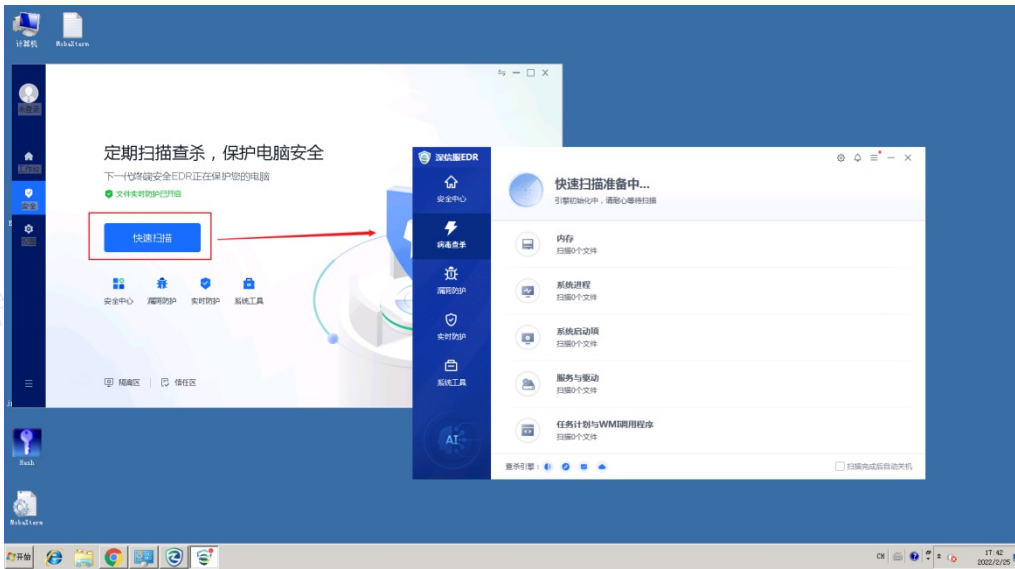 计算机
MobaXterm
未登录
定期扫描查杀，保护电脑安全
下一代终端安全EDR正在保护您的电脑
文件实时防护已开启
安全
快速扫描
安全中心
漏洞防护
实时防护
系统工具
隔离区
信任区
深信服EDR
安全中心
病毒查杀
漏洞防护
实时防护
系统工具
AI
快速扫描准备中...
引擎初始化中，请耐心等待扫描
内存
扫描0个文件
系统进程
扫描0个文件
系统启动项
扫描0个文件
服务与驱动
扫描0个文件
任务计划与WMI调用程序
扫描0个文件
查杀引擎：
扫描完成后自动关机
Hash
MobaXterm
开始
CH
17:42
2022/2/25